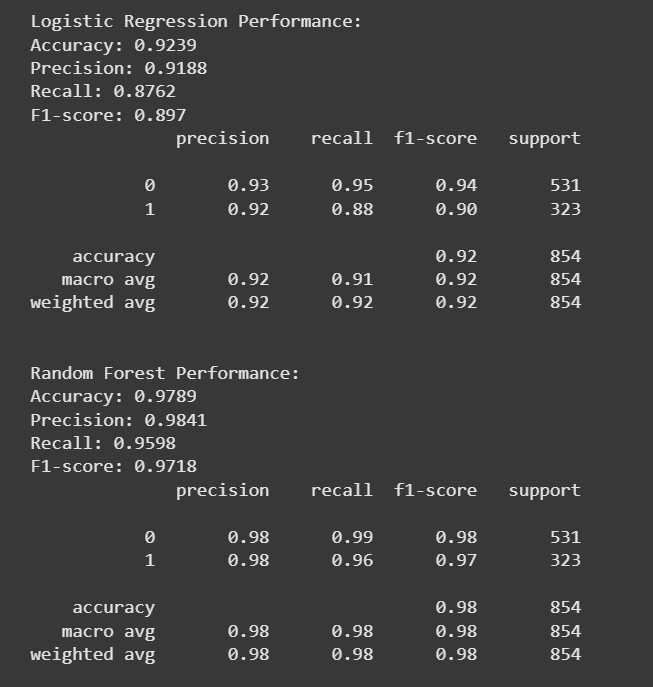 Logistic Regression Performance:
Accuracy: 0.9239
Precision: 0.9188
Recall: 0.8762
F1-score: 0.897
precision recall f1-score support
0 0.93 0.95 0.94 531
1 0.92 0.88 0.90 323
accuracy 0.92 854
macro avg 0.92 0.91 0.92 854
weighted avg 0.92 0.92 0.92 854
Random Forest Performance:
Accuracy: 0.9789
Precision: 0.9841
Recall: 0.9598
F1-score: 0.9718
precision recall f1-score support
0 0.98 0.99 0.98 531
1 0.98 0.96 0.97 323
accuracy 0.98 854
macro avg 0.98 0.98 0.98 854
weighted avg 0.98 0.98 0.98 854